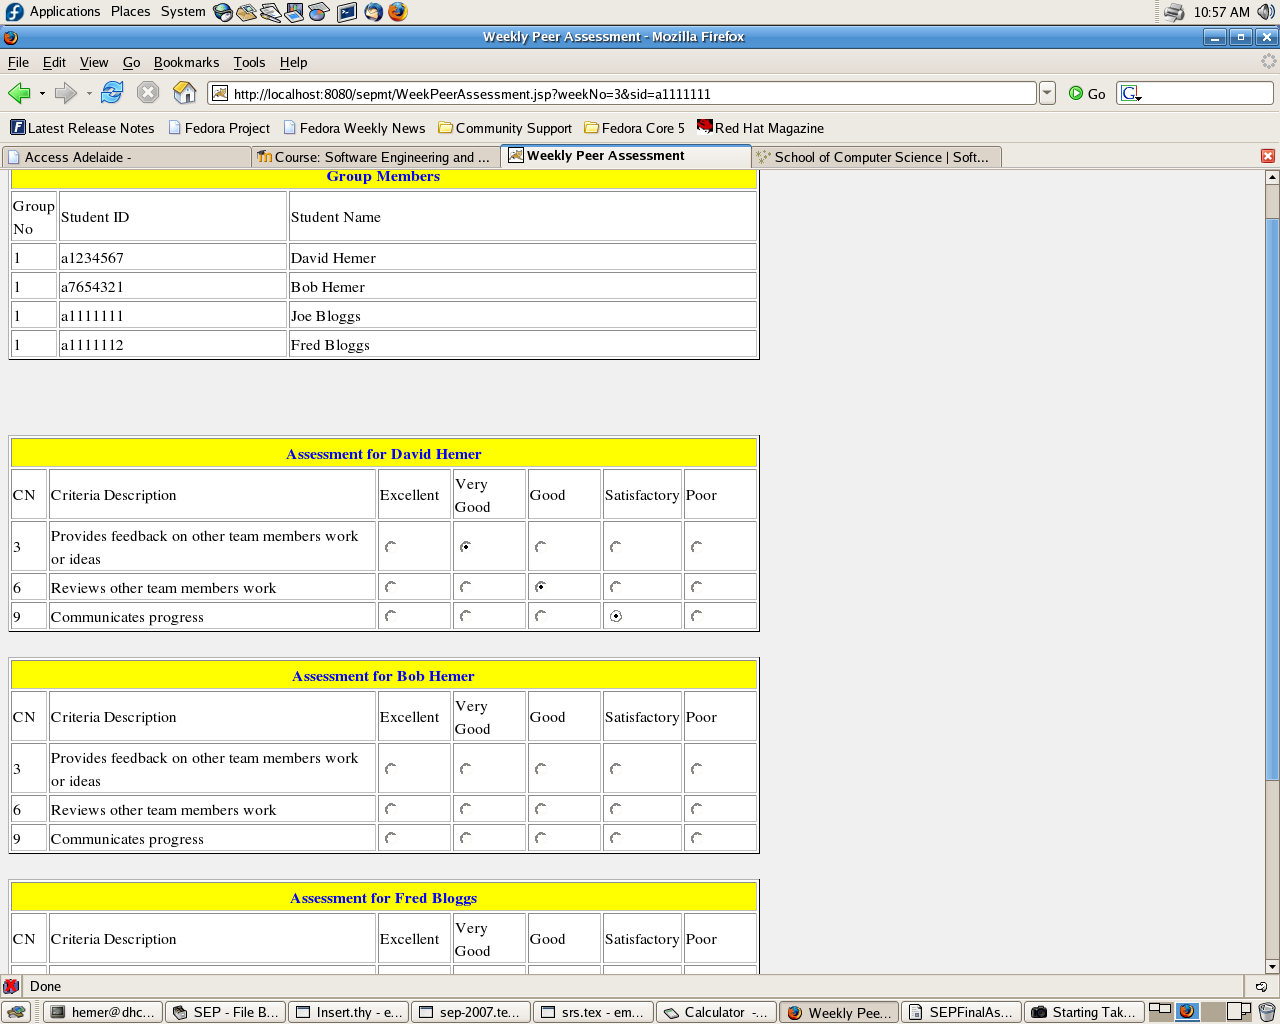 Applications Places System 10:57 AM
Weekly Peer Assessment - Mozilla Firefox
File Edit View Go Bookmarks Tools Help
http://localhost:8080/sepmt/WeekPeerAssessment.jsp?weekNo=3&sid=a1111111 Go
Latest Release Notes Fedora Project Fedora Weekly News Community Support Fedora Core 5 Red Hat Magazine
Access Adelaide - Course: Software Engineering and ... Weekly Peer Assessment School of Computer Science | Soft...
Group Members
Group No Student ID Student Name
1 a1234567 David Hemer
1 a7654321 Bob Hemer
1 a1111111 Joe Bloggs
1 a1111112 Fred Bloggs
Assessment for David Hemer
CN Criteria Description Excellent Very Good Good Satisfactory Poor
3 Provides feedback on other team members work or ideas
6 Reviews other team members work
9 Communicates progress
Assessment for Bob Hemer
CN Criteria Description Excellent Very Good Good Satisfactory Poor
3 Provides feedback on other team members work or ideas
6 Reviews other team members work
9 Communicates progress
Assessment for Fred Bloggs
CN Criteria Description Excellent Very Good Good Satisfactory Poor
Done
hemer@dhc... SEP - File B... Insert.thy - e... sep-2007.te... srs.tex - em... Calculator -... Weekly Pee... SEPFinalAs... Starting Tak...